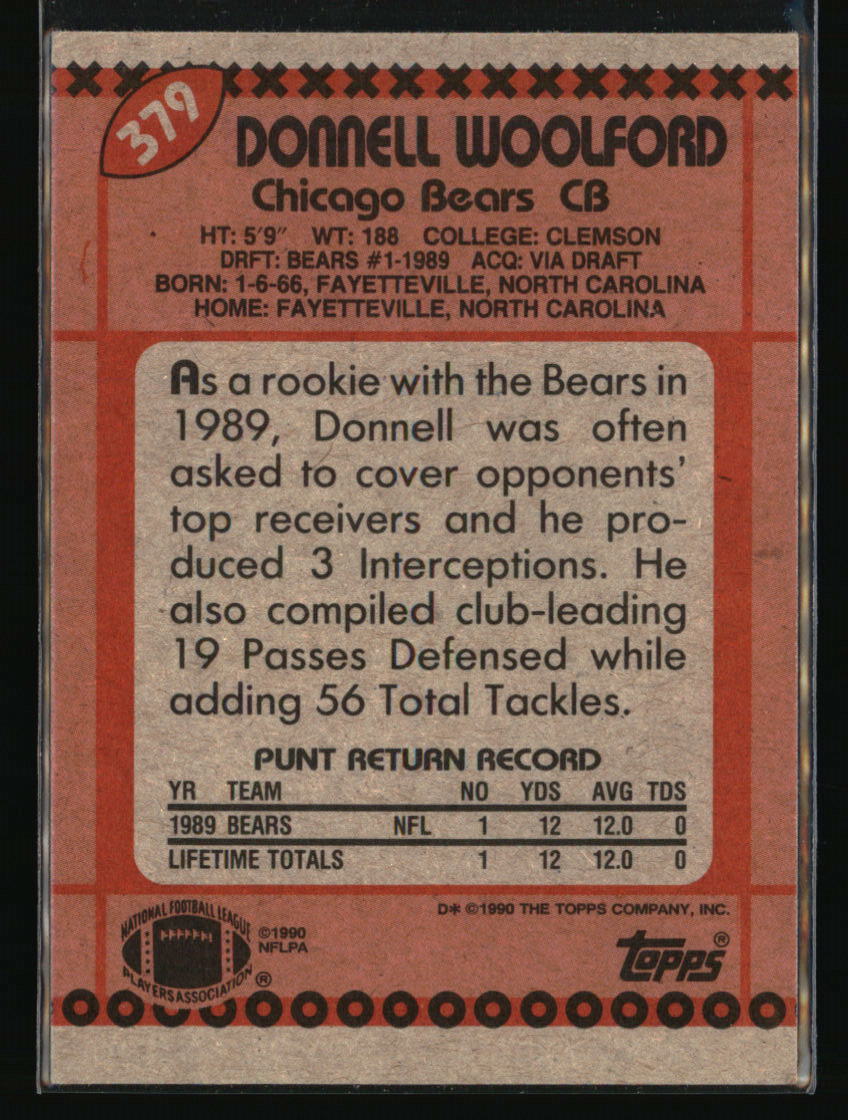 379
DONNELL WOOLFORD
Chicago Bears CB
HT: 5'9" WT: 188 COLLEGE: CLEMSON
DRFT: BEARS #1-1989 ACQ: VIA DRAFT
BORN: 1-6-66, FAYETTEVILLE, NORTH CAROLINA
HOME: FAYETTEVILLE, NORTH CAROLINA
As a rookie with the Bears in
1989, Donnell was often
asked to cover opponents'
top receivers and he pro-
duced 3 Interceptions. He
also compiled club-leading
19 Passes Defensed while
adding 56 Total Tackles.
PUNT RETURN RECORD
YR TEAM NO YDS AVG TDS
1989 BEARS NFL 1 12 12.0 0
LIFETIME TOTALS 1 12 12.0 0
D* ©1990 THE TOPPS COMPANY, INC.
NATIONAL FOOTBALL LEAGUE
PLAYERS ASSOCIATION ®
©1990
NFLPA
topps ®